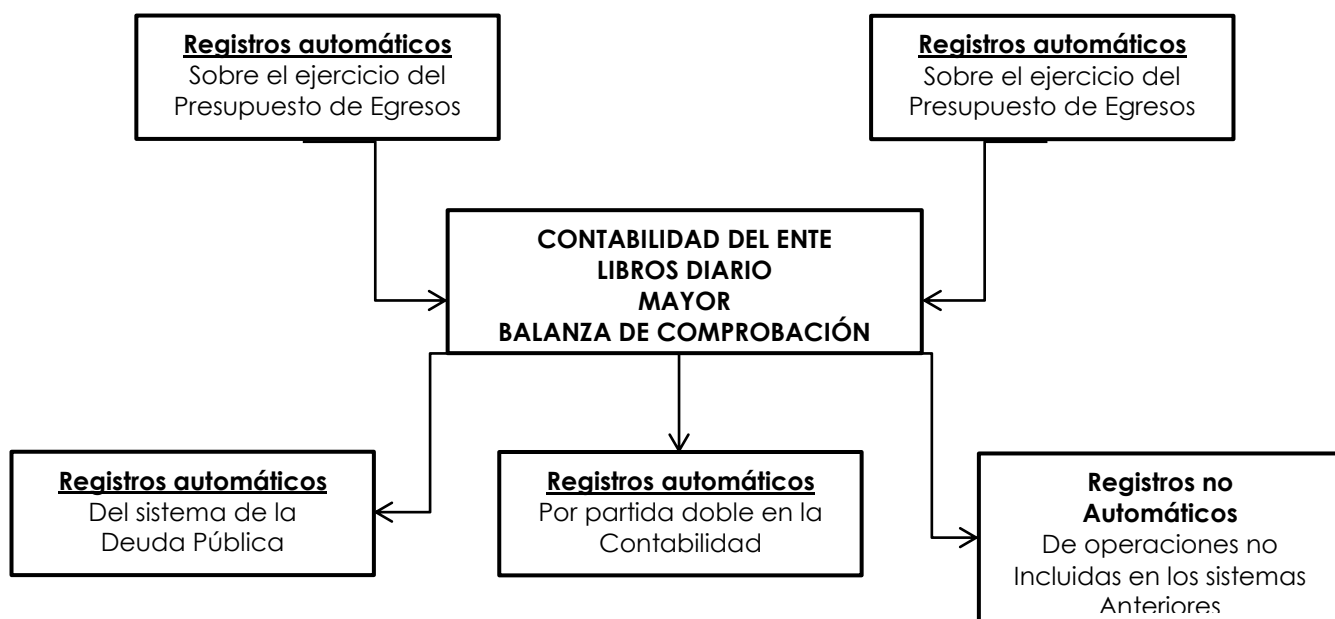 Registros automáticos
Sobre el ejercicio del
Presupuesto de Egresos
Registros automáticos
Sobre el ejercicio del
Presupuesto de Egresos
CONTABILIDAD DEL ENTE
LIBROS DIARIO
MAYOR
BALANZA DE COMPROBACIÓN
Registros automáticos
Del sistema de la
Deuda Pública
Registros automáticos
Por partida doble en la
Contabilidad
Registros no
Automáticos
De operaciones no
Incluidas en los sistemas
Anteriores